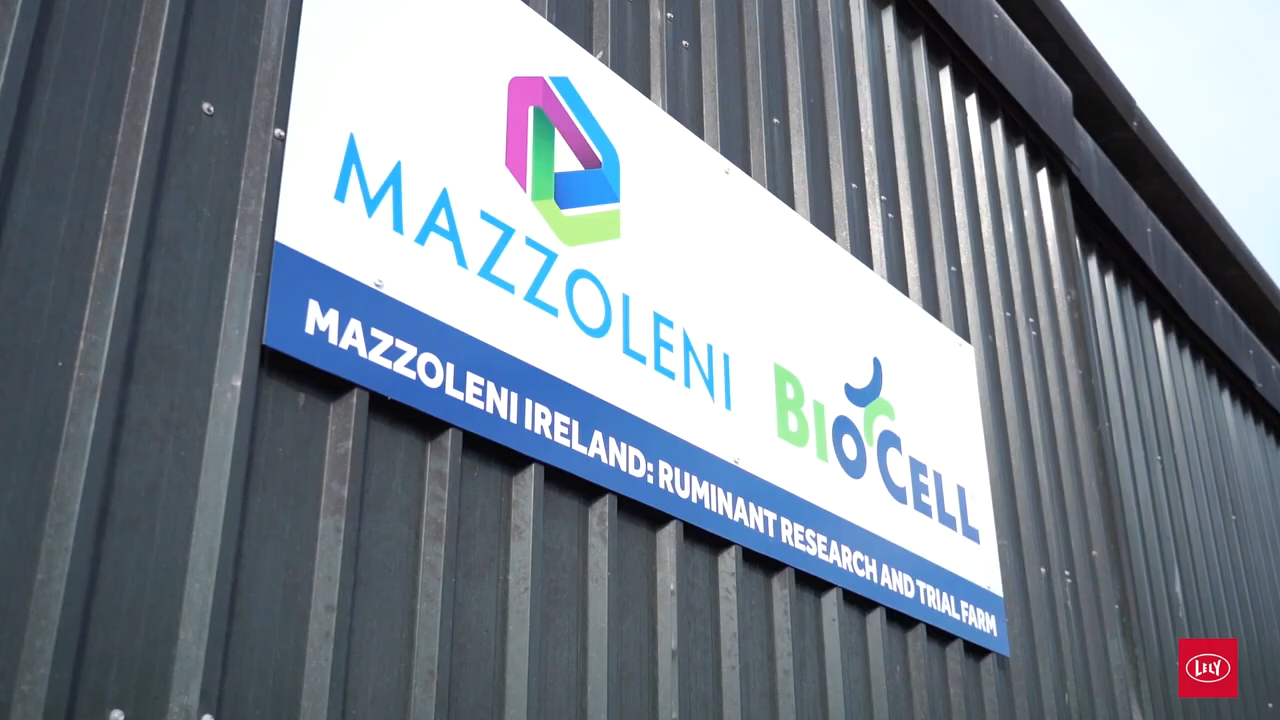 MAZZOLENI
BIOCELL
MAZZOLENI IRELAND: RUMINANT RESEARCH AND TRIAL FARM
LELY